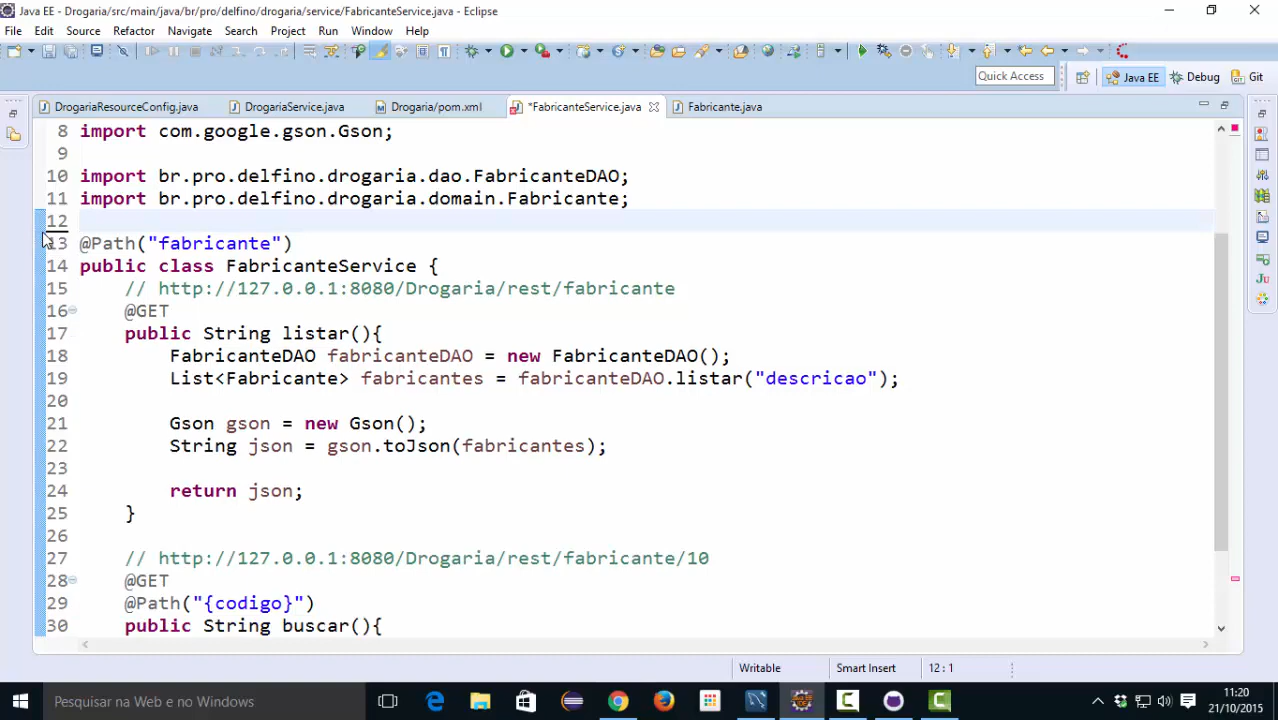 Java EE - Drogaria/src/main/java/br/pro/delfino/drogaria/service/FabricanteService.java - Eclipse
File Edit Source Refactor Navigate Search Project Run Window Help
Quick Access Java EE Debug Git
DrogariaResourceConfig.java DrogariaService.java Drogaria/pom.xml *FabricanteService.java Fabricante.java
8 import com.google.gson.Gson;
9
10 import br.pro.delfino.drogaria.dao.FabricanteDAO;
11 import br.pro.delfino.drogaria.domain.Fabricante;
12
13 @Path("fabricante")
14 public class FabricanteService {
15 // http://127.0.0.1:8080/Drogaria/rest/fabricante
16 @GET
17 public String listar(){
18 FabricanteDAO fabricanteDAO = new FabricanteDAO();
19 List<Fabricante> fabricantes = fabricanteDAO.listar("descricao");
20
21 Gson gson = new Gson();
22 String json = gson.toJson(fabricantes);
23
24 return json;
25 }
26
27 // http://127.0.0.1:8080/Drogaria/rest/fabricante/10
28 @GET
29 @Path("{codigo}")
30 public String buscar(){
Writable Smart Insert 12 : 1
Pesquisar na Web e no Windows
11:20
21/10/2015